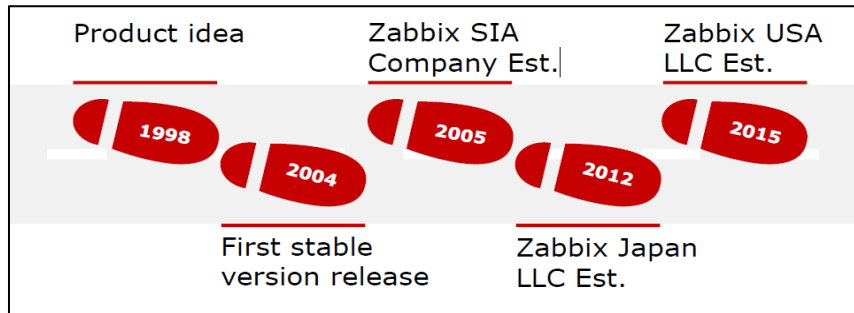 Product idea
1998
2004
First stable
version release
Zabbix SIA
Company Est.
2005
2012
Zabbix Japan
LLC Est.
Zabbix USA
LLC Est.
2015